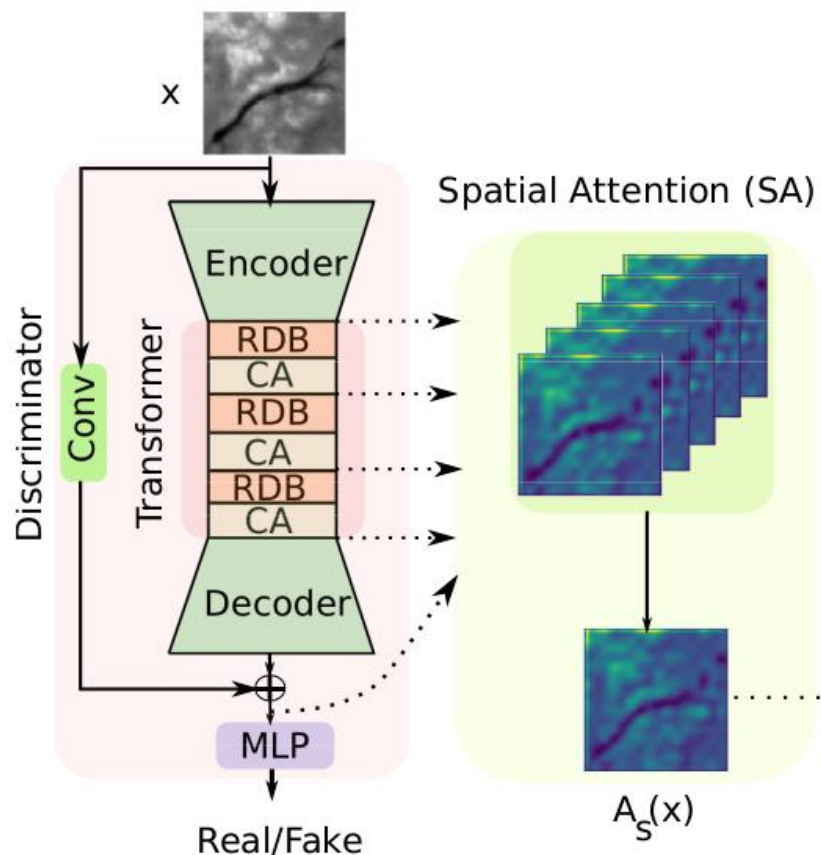 x
Spatial Attention (SA)
Discriminator
Conv
Transformer
Encoder
RDB
CA
RDB
CA
RDB
CA
Decoder
MLP
Real/Fake
A_s(x)